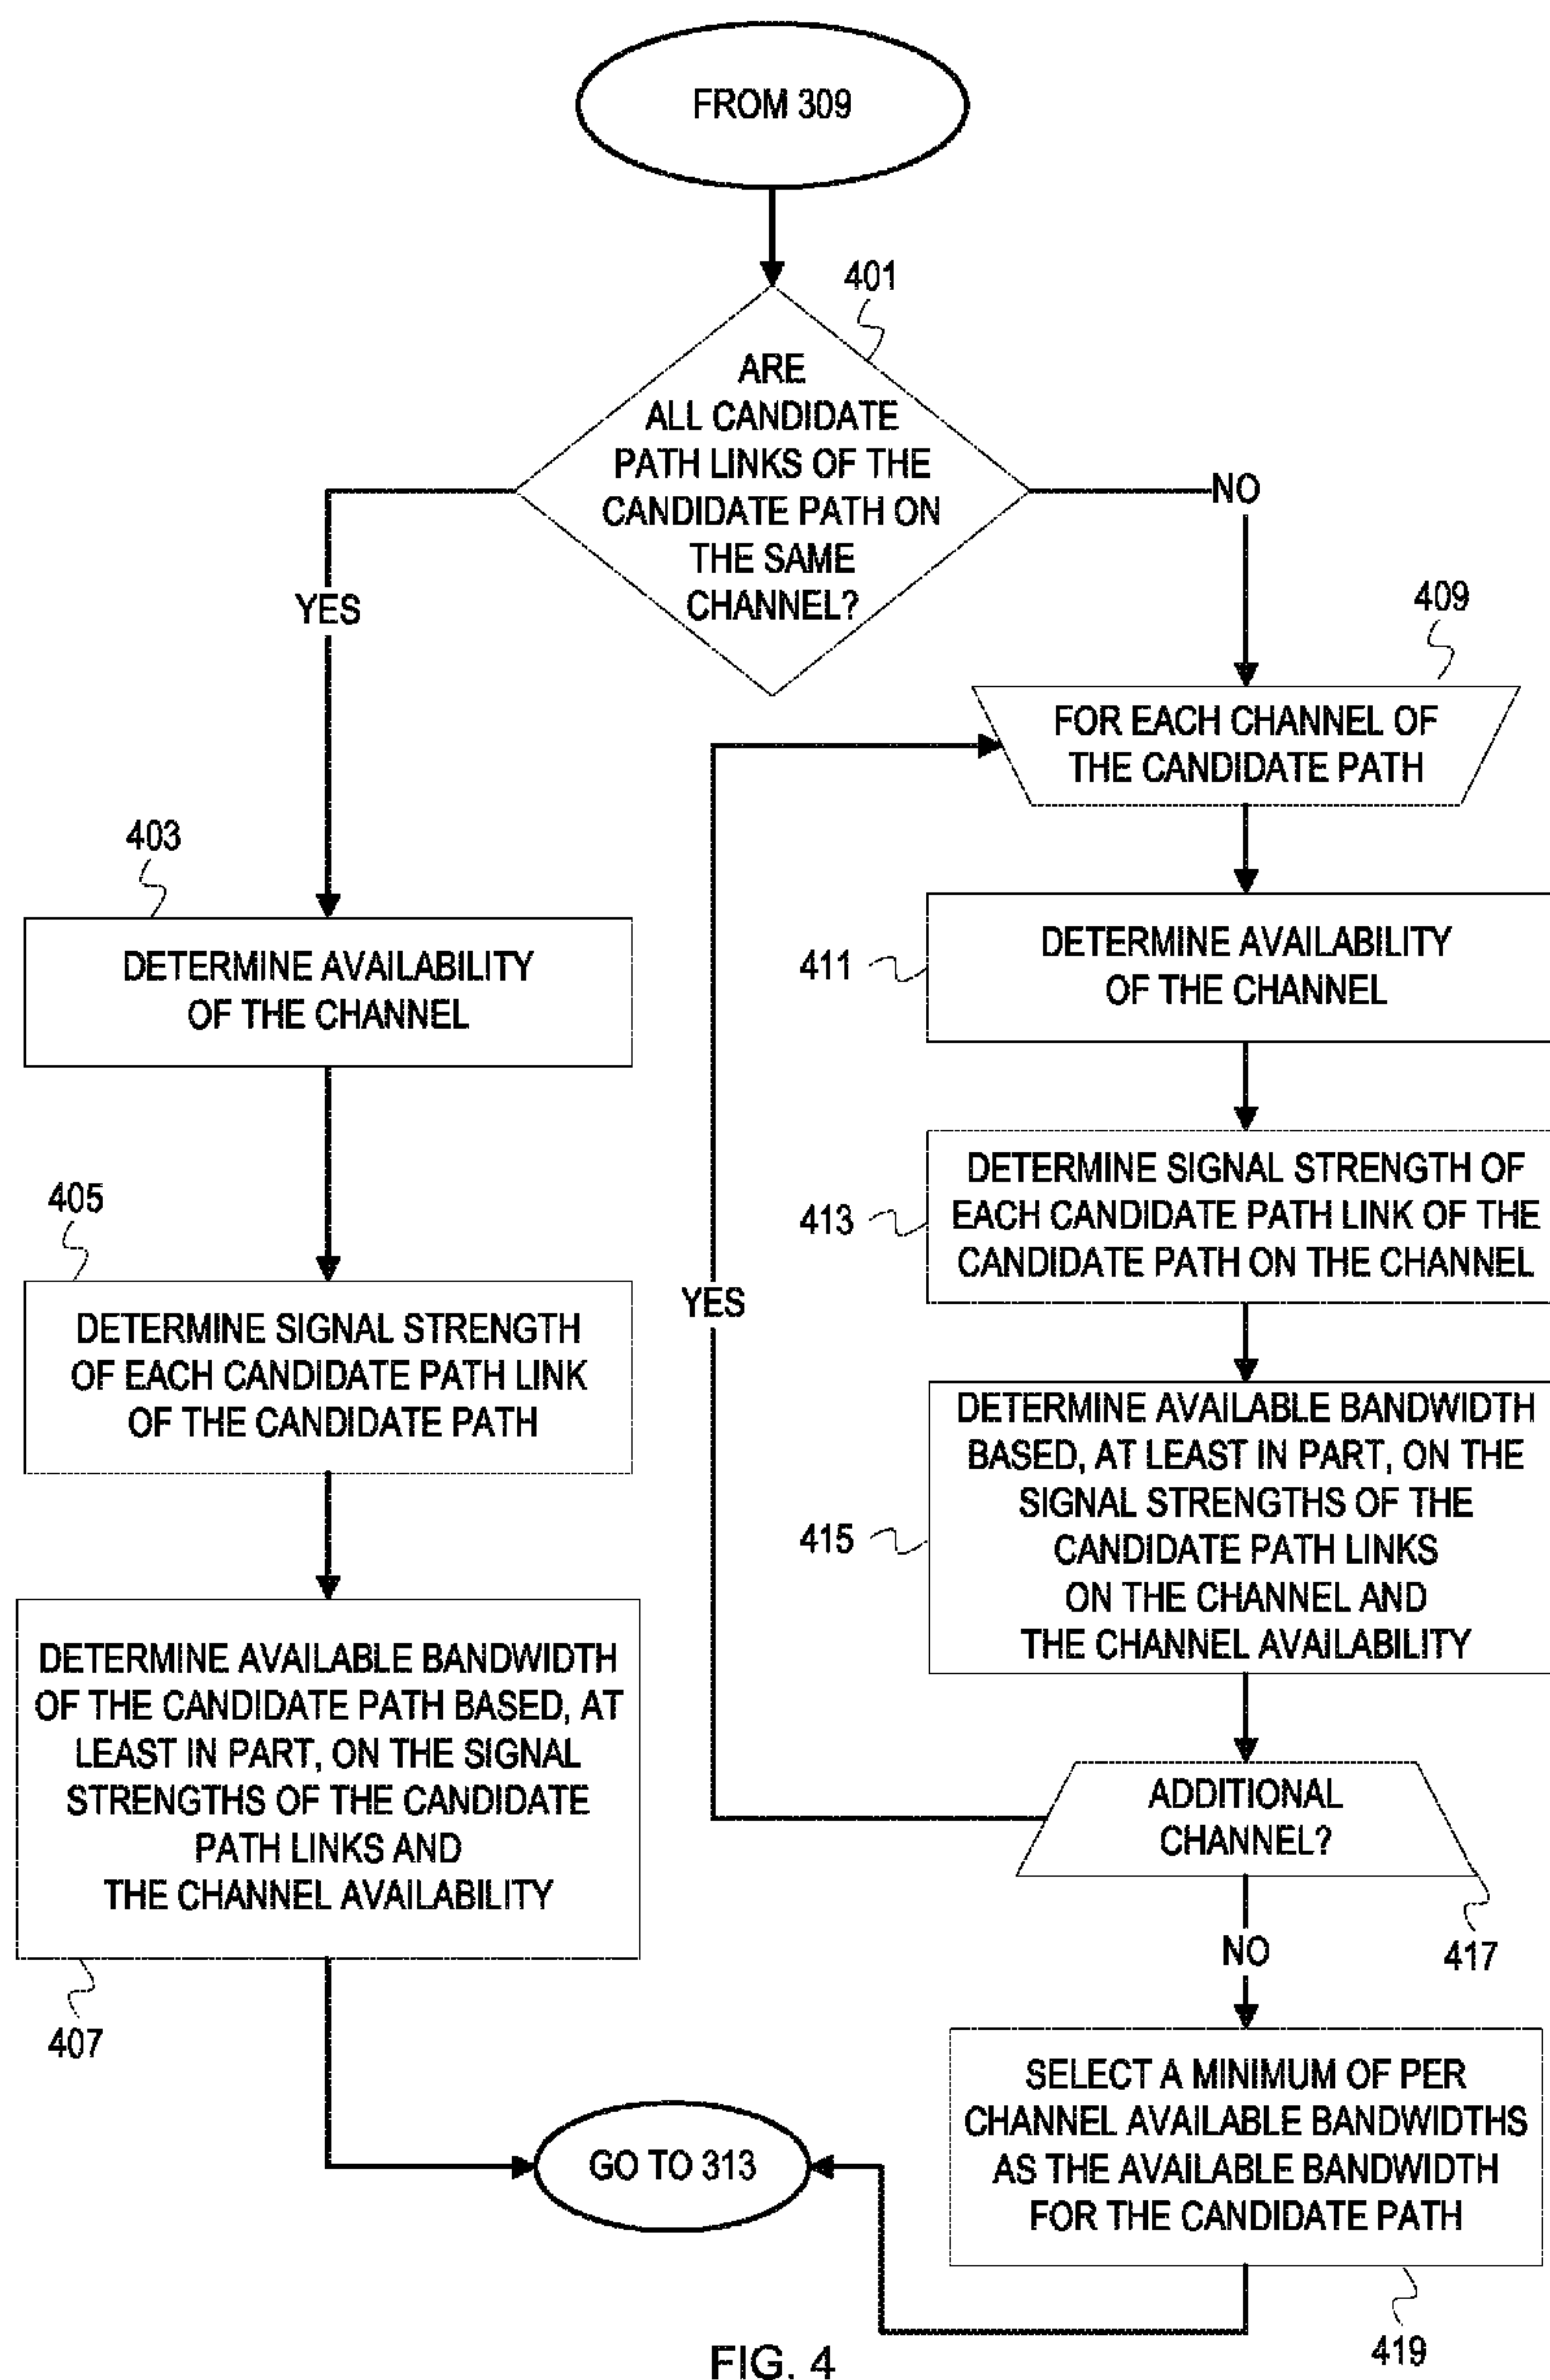 FROM 309
401
ARE
ALL CANDIDATE
PATH LINKS OF THE
CANDIDATE PATH ON
THE SAME
CHANNEL?
NO
YES
409
FOR EACH CHANNEL OF
THE CANDIDATE PATH
403
DETERMINE AVAILABILITY
OF THE CHANNEL
411
DETERMINE AVAILABILITY
OF THE CHANNEL
405
DETERMINE SIGNAL STRENGTH
OF EACH CANDIDATE PATH LINK
OF THE CANDIDATE PATH
413
DETERMINE SIGNAL STRENGTH OF
EACH CANDIDATE PATH LINK OF THE
CANDIDATE PATH ON THE CHANNEL
YES
415
DETERMINE AVAILABLE BANDWIDTH
BASED, AT LEAST IN PART, ON THE
SIGNAL STRENGTHS OF THE
CANDIDATE PATH LINKS
ON THE CHANNEL AND
THE CHANNEL AVAILABILITY
DETERMINE AVAILABLE BANDWIDTH
OF THE CANDIDATE PATH BASED, AT
LEAST IN PART, ON THE SIGNAL
STRENGTHS OF THE CANDIDATE
PATH LINKS AND
THE CHANNEL AVAILABILITY
407
ADDITIONAL
CHANNEL?
417
NO
SELECT A MINIMUM OF PER
CHANNEL AVAILABLE BANDWIDTHS
AS THE AVAILABLE BANDWIDTH
FOR THE CANDIDATE PATH
419
GO TO 313
FIG. 4